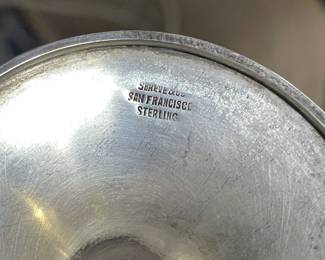 SHREVE & CO
SAN FRANCISCO
STERLING